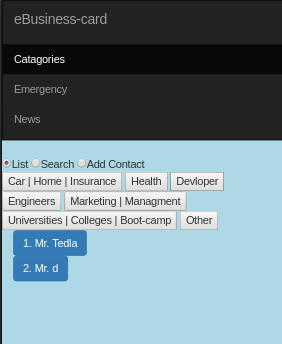 eBusiness-card
Catagories
Emergency
News
List Search Add Contact
Car | Home | Insurance Health Devloper
Engineers Marketing | Managment
Universities | Colleges | Boot-camp Other
1. Mr. Tedla
2. Mr. d